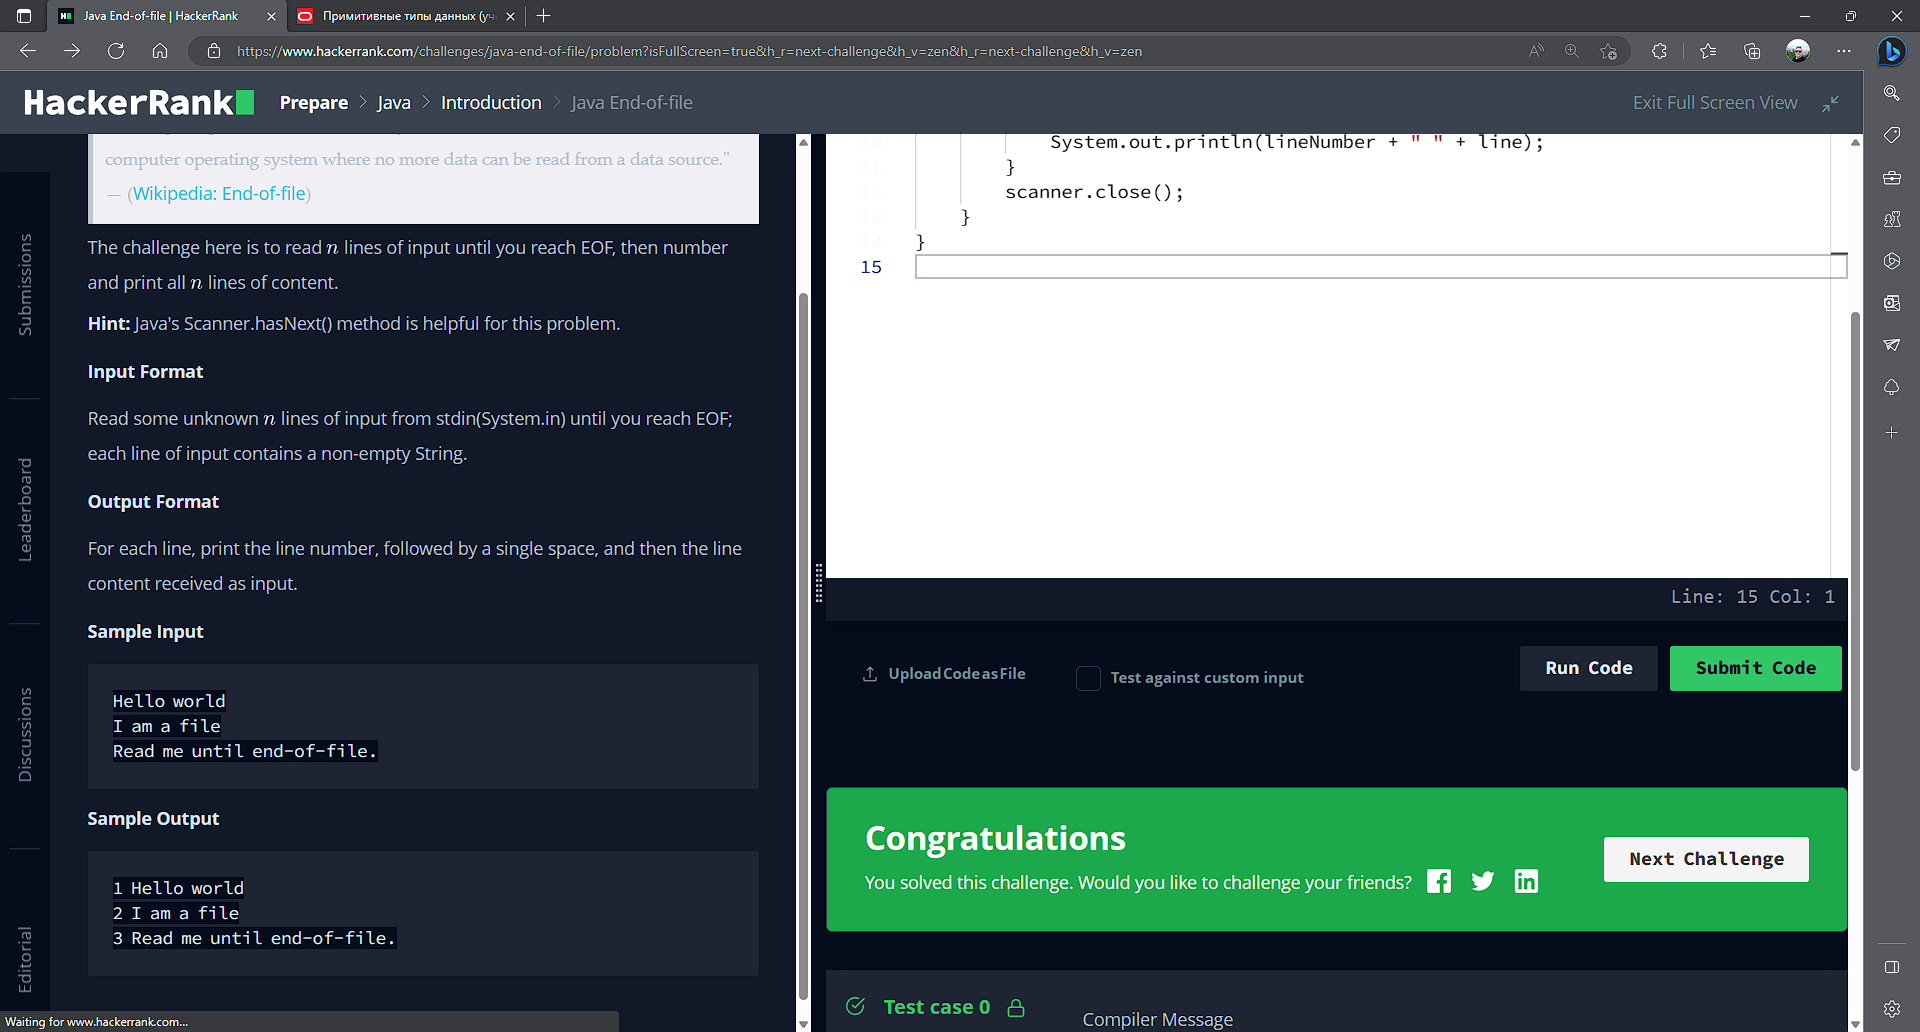 Java End-of-file | HackerRank
Примитивные типы данных (уч
https://www.hackerrank.com/challenges/java-end-of-file/problem?isFullScreen=true&h_r=next-challenge&h_v=zen&h_r=next-challenge&h_v=zen
HackerRank
Prepare > Java > Introduction > Java End-of-file
Exit Full Screen View
Submissions
Leaderboard
Discussions
Editorial
computer operating system where no more data can be read from a data source."
— (Wikipedia: End-of-file)
The challenge here is to read n lines of input until you reach EOF, then number
and print all n lines of content.
Hint: Java's Scanner.hasNext() method is helpful for this problem.
Input Format
Read some unknown n lines of input from stdin(System.in) until you reach EOF;
each line of input contains a non-empty String.
Output Format
For each line, print the line number, followed by a single space, and then the line
content received as input.
Sample Input
Hello world
I am a file
Read me until end-of-file.
Sample Output
1 Hello world
2 I am a file
3 Read me until end-of-file.
Waiting for www.hackerrank.com...
10 System.out.println(lineNumber + " " + line);
11 }
12 scanner.close();
13 }
14 }
15
Line: 15 Col: 1
Upload Code as File
Test against custom input
Run Code
Submit Code
Congratulations
You solved this challenge. Would you like to challenge your friends?
Next Challenge
Test case 0
Compiler Message